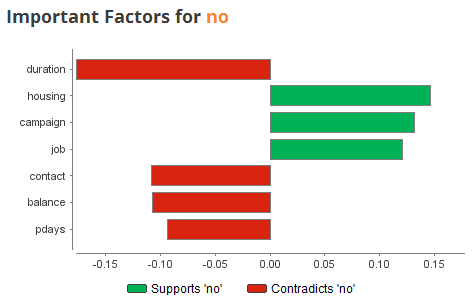 Important Factors for no
duration
housing
campaign
job
contact
balance
pdays
-0.15 -0.10 -0.05 0.00 0.05 0.10 0.15
Supports 'no' Contradicts 'no'